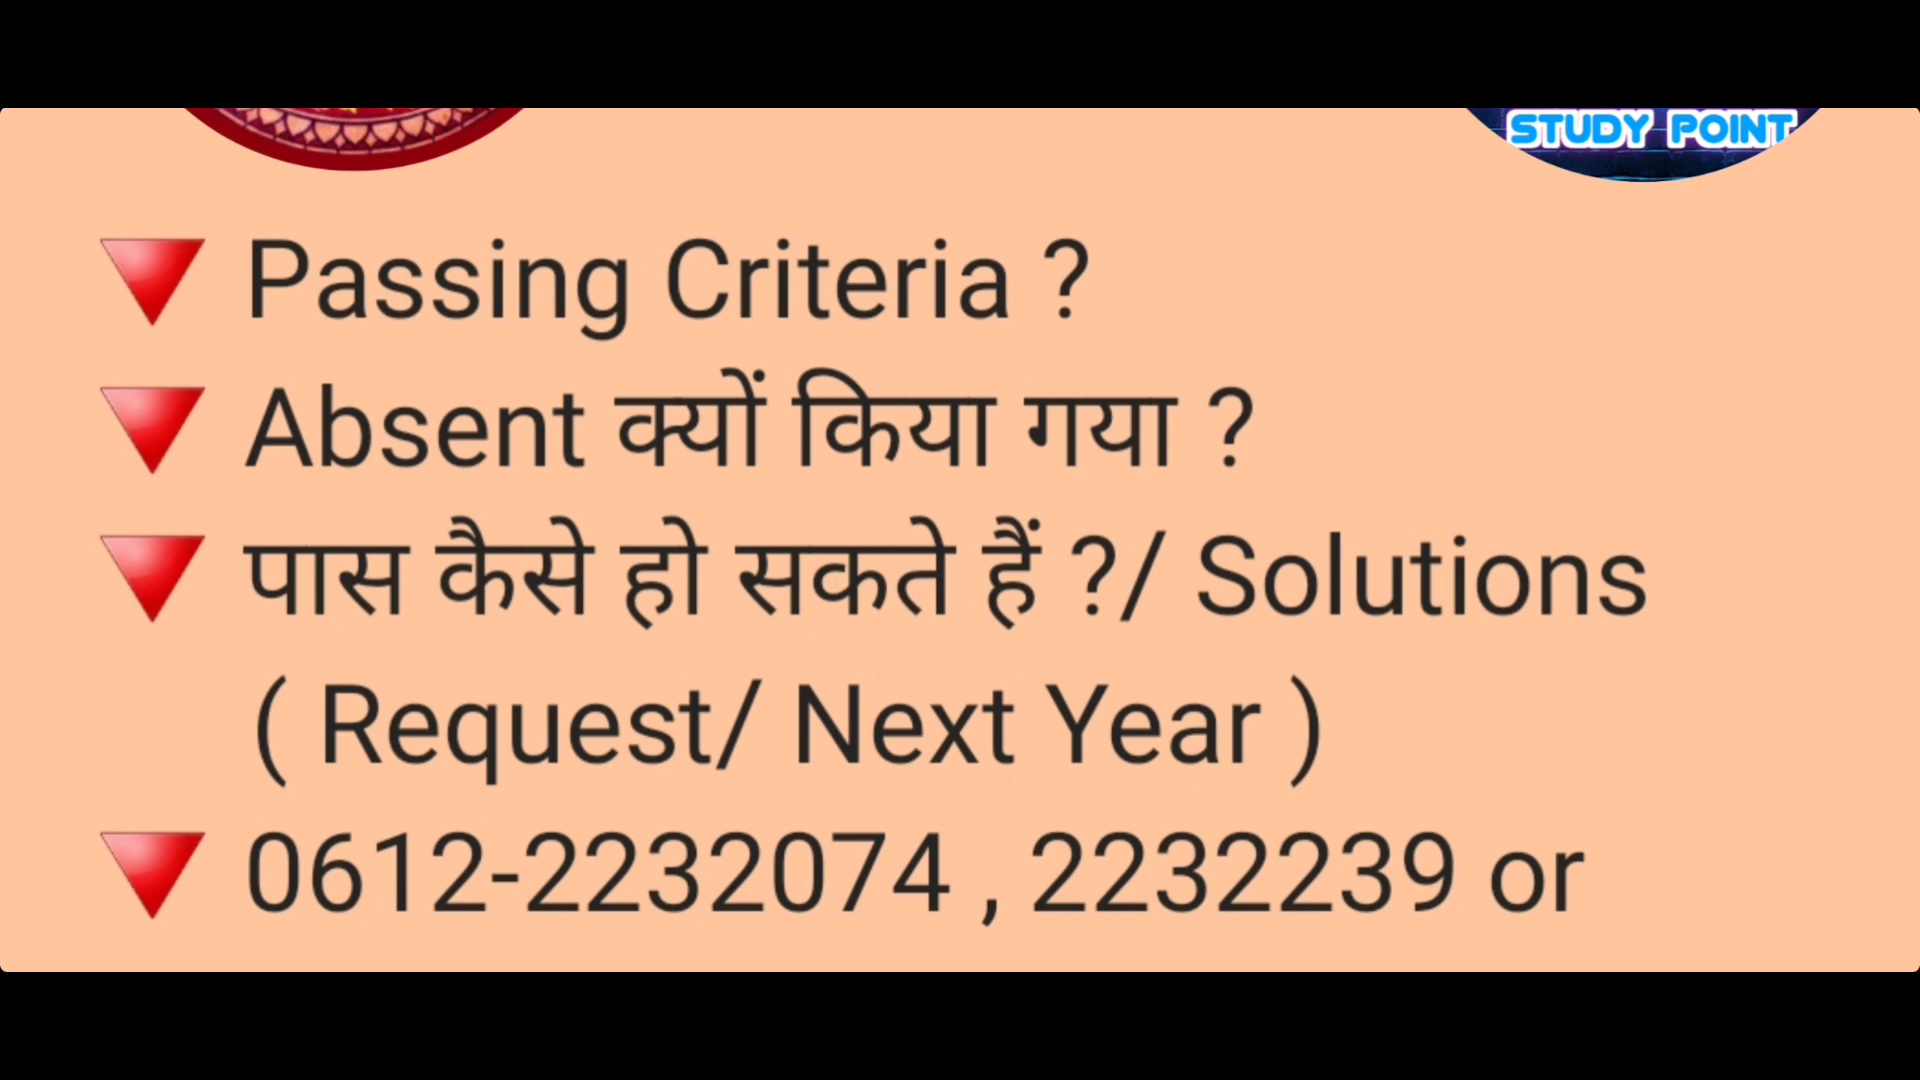 STUDY POINT
Passing Criteria ?
Absent क्यों किया गया ?
पास कैसे हो सकते हैं ?/ Solutions
( Request/ Next Year )
0612-2232074 , 2232239 or